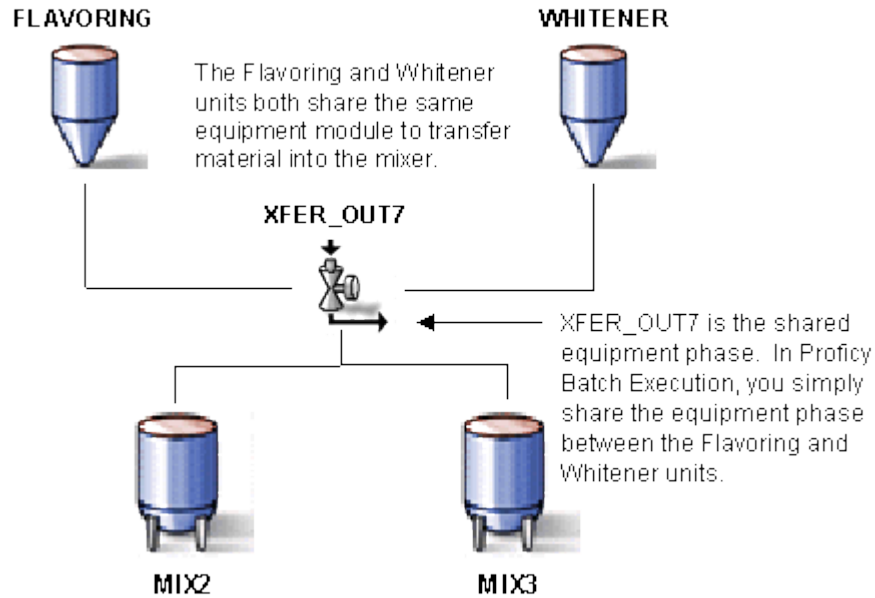 FLAVORING
WHITENER
The Flavoring and Whitener
units both share the same
equipment module to transfer
material into the mixer.
XFER_OUT7
XFER_OUT7 is the shared
equipment phase. In Proficy
Batch Execution, you simply
share the equipment phase
between the Flavoring and
Whitener units.
MIX2
MIX3